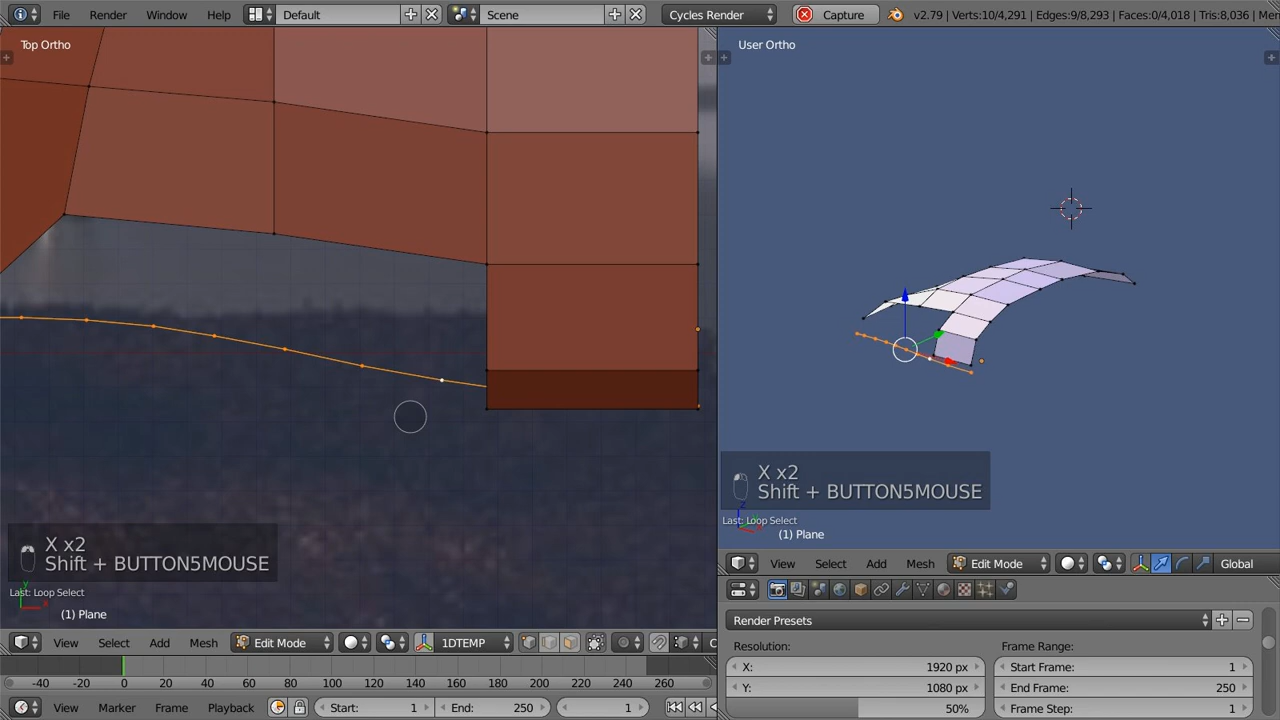 File Render Window Help Default Scene Cycles Render Capture v2.79 | Verts:10/4,291 | Edges:9/8,293 | Faces:0/4,018 | Tris:8,036 | Mer
Top Ortho
User Ortho
X x2
Shift + BUTTON5MOUSE
Last: Loop Select
(1) Plane
X x2
Shift + BUTTON5MOUSE
Last: Loop Select
(1) Plane
View Select Add Mesh Edit Mode Global
View Select Add Mesh Edit Mode 1DTEMP
Render Presets
Resolution:
X: 1920 px
Y: 1080 px
50%
Frame Range:
Start Frame: 1
End Frame: 250
Frame Step: 1
-40 -20 0 20 40 60 80 100 120 140 160 180 200 220 240 260
View Marker Frame Playback Start: 1 End: 250 1